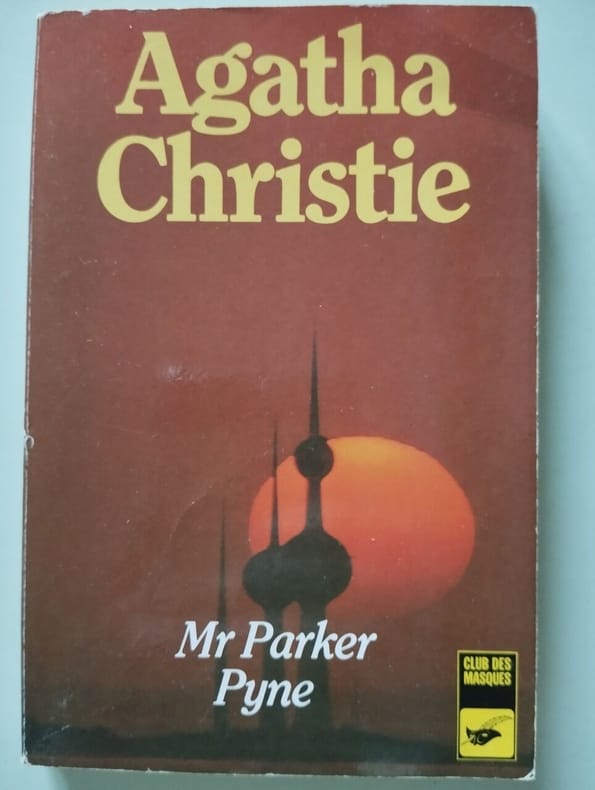 Agatha
Christie
Mr Parker
Pyne
CLUB DES
MASQUES